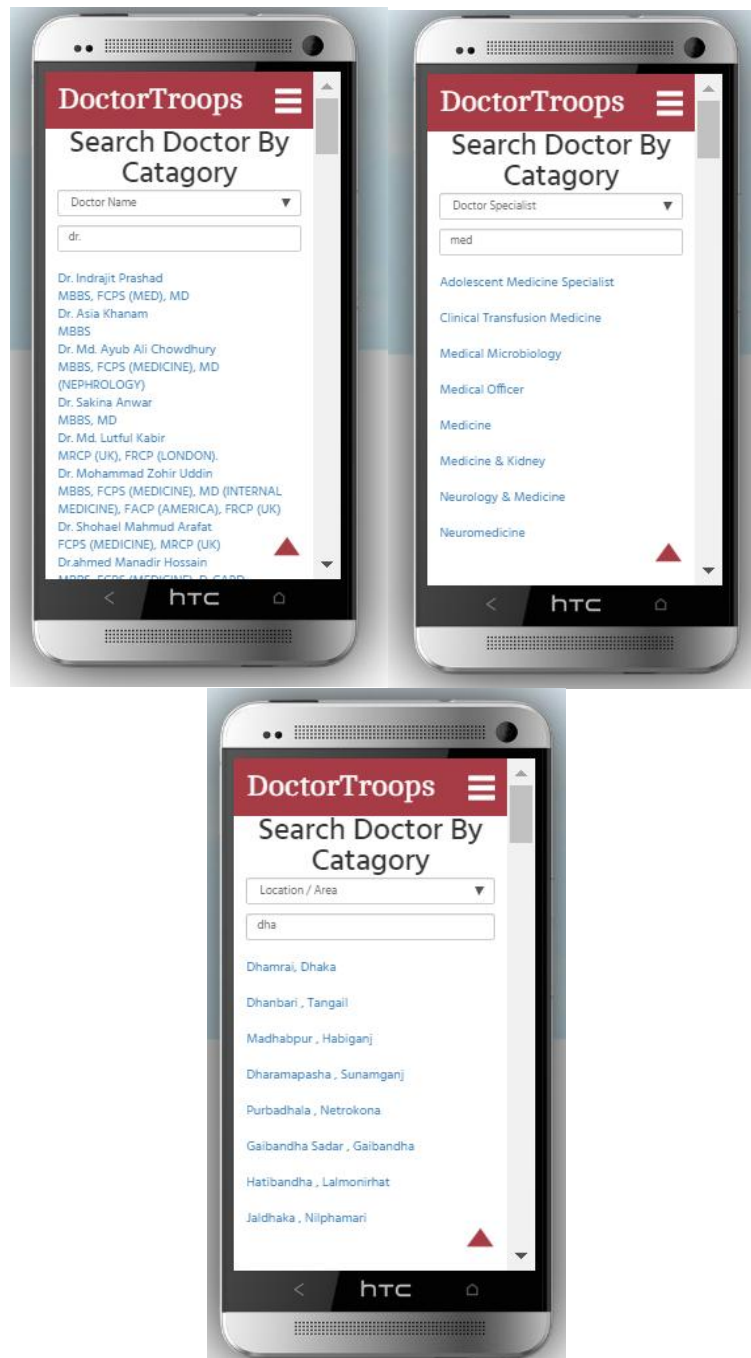 DoctorTroops
Search Doctor By
Catagory
Doctor Name
dr.
Dr. Indrajit Prashad
MBBS, FCPS (MED), MD
Dr. Asia Khanam
MBBS
Dr. Md. Ayub Ali Chowdhury
MBBS, FCPS (MEDICINE), MD
(NEPHROLOGY)
Dr. Sakina Anwar
MBBS, MD
Dr. Md. Lutful Kabir
MRCP (UK), FRCP (LONDON).
Dr. Mohammad Zohir Uddin
MBBS, FCPS (MEDICINE), MD (INTERNAL
MEDICINE), FACP (AMERICA), FRCP (UK)
Dr. Shohael Mahmud Arafat
FCPS (MEDICINE), MRCP (UK)
Dr.ahmed Manadir Hossain
MBBS, FCPS (MEDICINE), D-CARD
hTC
DoctorTroops
Search Doctor By
Catagory
Doctor Specialist
med
Adolescent Medicine Specialist
Clinical Transfusion Medicine
Medical Microbiology
Medical Officer
Medicine
Medicine & Kidney
Neurology & Medicine
Neuromedicine
hTC
DoctorTroops
Search Doctor By
Catagory
Location / Area
dha
Dhamrai, Dhaka
Dhanbari , Tangail
Madhabpur , Habiganj
Dharamapasha , Sunamganj
Purbadhala , Netrokona
Gaibandha Sadar , Gaibandha
Hatibandha , Lalmonirhat
Jaldhaka , Nilphamari
hTC